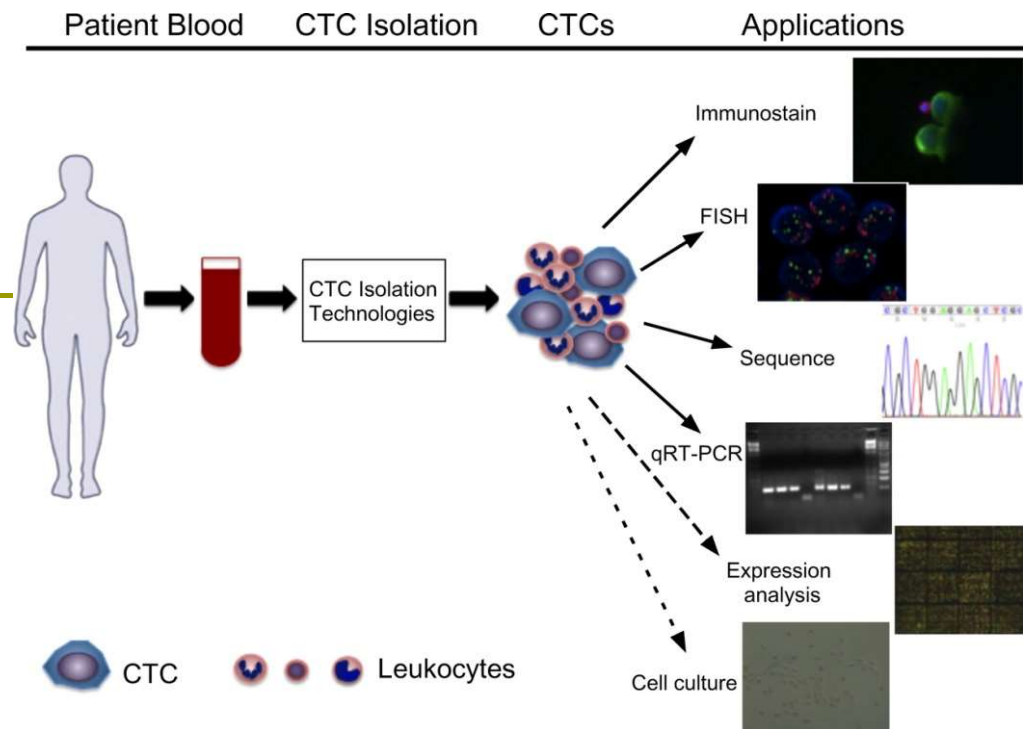 Patient Blood CTC Isolation CTCs Applications
Immunostain
FISH
CTC Isolation
Technologies
Sequence
qRT-PCR
Expression
analysis
Cell culture
CTC
Leukocytes